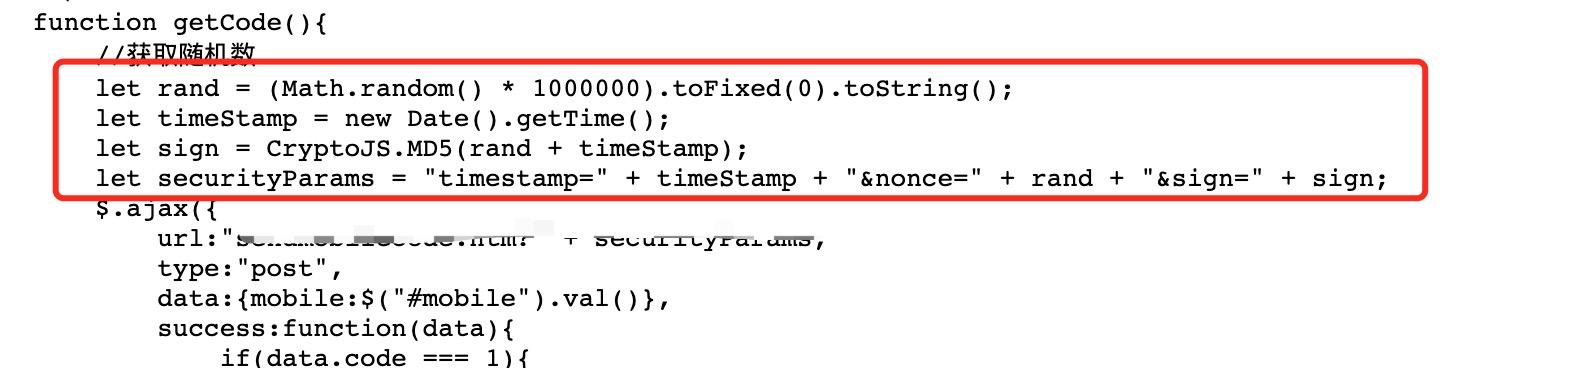 function getCode(){
//获取随机数
let rand = (Math.random() * 1000000).toFixed(0).toString();
let timeStamp = new Date().getTime();
let sign = CryptoJS.MD5(rand + timeStamp);
let securityParams = "timestamp=" + timeStamp + "&nonce=" + rand + "&sign=" + sign;
$.ajax({
url:" + securityParams,
type:"post",
data:{mobile:$("#mobile").val()},
success:function(data){
if(data.code === 1){